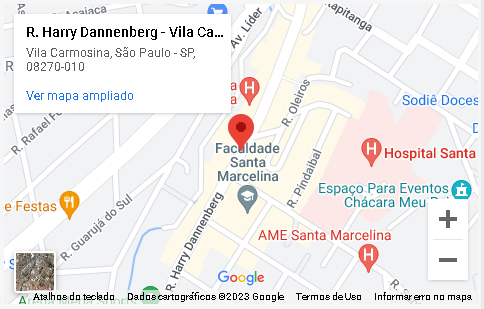 R. Harry Dannenberg - Vila Ca...
Vila Carmosina, São Paulo - SP,
08270-010
Ver mapa ampliado
Av. Líder
Itapitanga
R. Rafael
Sodiê Doces
R. Oleiros
Faculdade
Santa
Marcelina
Hospital Santa
R. Pindaibal
Espaço Para Eventos
Chácara Meu
e Festas
R. Guarujá do Sul
R. Harry Dannenberg
AME Santa Marcelina
Google
Atalhos do teclado
Dados cartográficos ©2023 Google
Termos de Uso
Informar erro no mapa